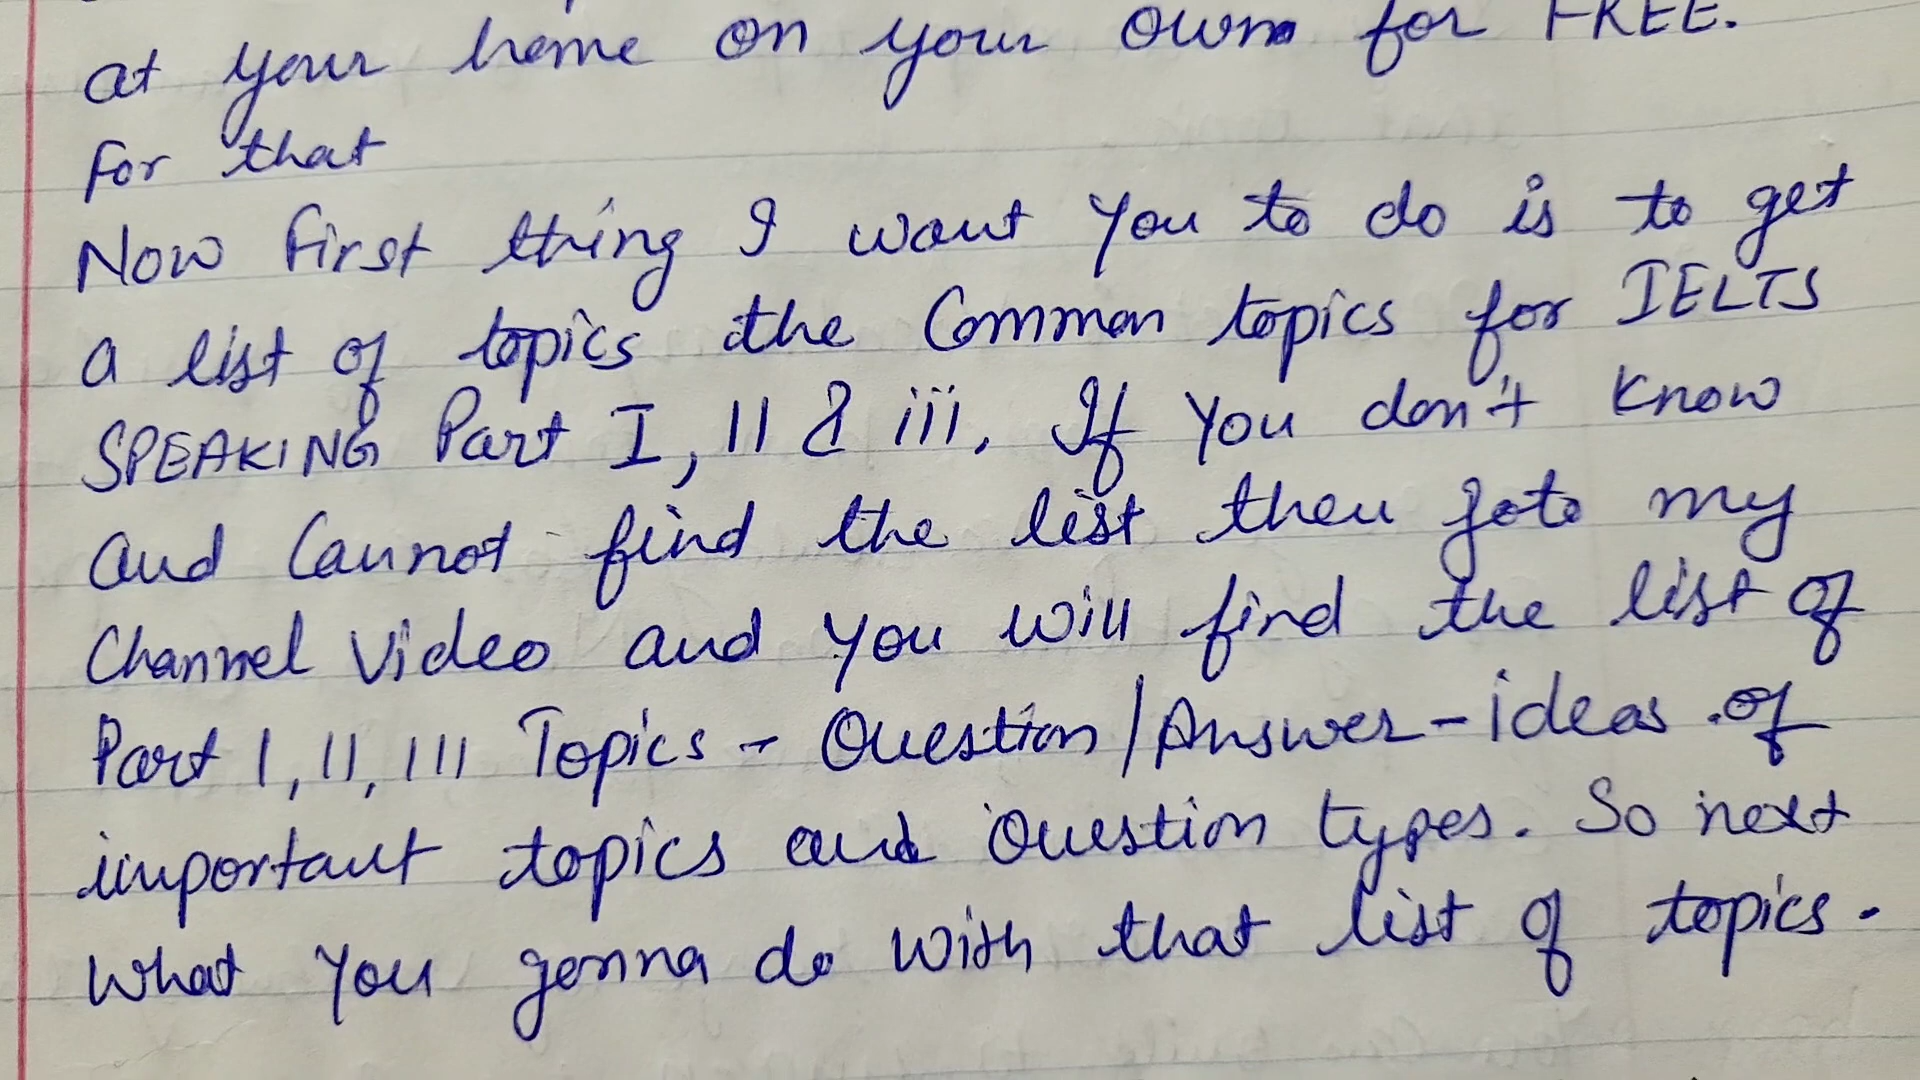 at your home on your own for FREE.
For that
Now first thing I want you to do is to get
a list of topics the Common topics for IELTS
SPEAKING Part I, II & iii. If You don't know
and Cannot find the list then goto my
Channel Video and you will find the list of
Part I, II, III Topics - Question/Answer-ideas of
important topics and Question types. So next
what you gonna do with that list of topics.